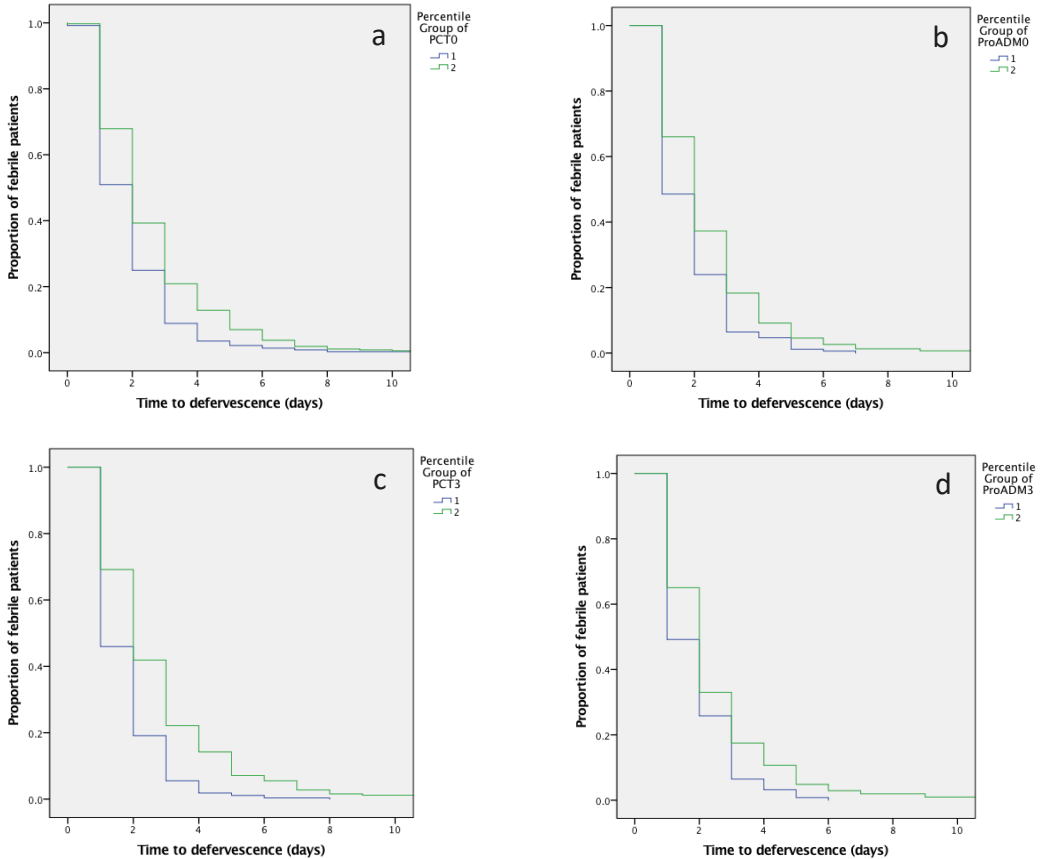 a
Percentile
Group of
PCT0
1
2
Proportion of febrile patients
1.0
0.8
0.6
0.4
0.2
0.0
0 2 4 6 8 10
Time to defervescence (days)
b
Percentile
Group of
ProADM0
1
2
Proportion of febrile patients
1.0
0.8
0.6
0.4
0.2
0.0
0 2 4 6 8 10
Time to defervescence (days)
c
Percentile
Group of
PCT3
1
2
Proportion of febrile patients
1.0
0.8
0.6
0.4
0.2
0.0
0 2 4 6 8 10
Time to defervescence (days)
d
Percentile
Group of
ProADM3
1
2
Proportion of febrile patients
1.0
0.8
0.6
0.4
0.2
0.0
0 2 4 6 8 10
Time to defervescence (days)